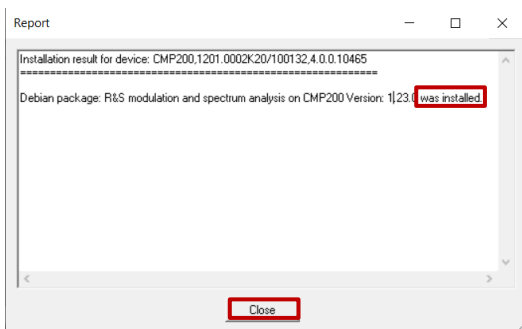 Report
Installation result for device: CMP200,1201.0002K20/100132,4.0.0.10465
=============================================================
Debian package: R&S modulation and spectrum analysis on CMP200 Version: 1.23.0 was installed.
Close